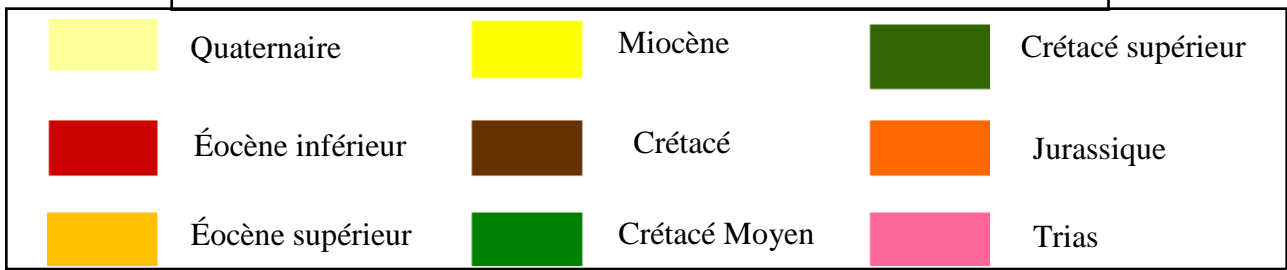 Quaternaire
Miocène
Crétacé supérieur
Éocène inférieur
Crétacé
Jurassique
Éocène supérieur
Crétacé Moyen
Trias